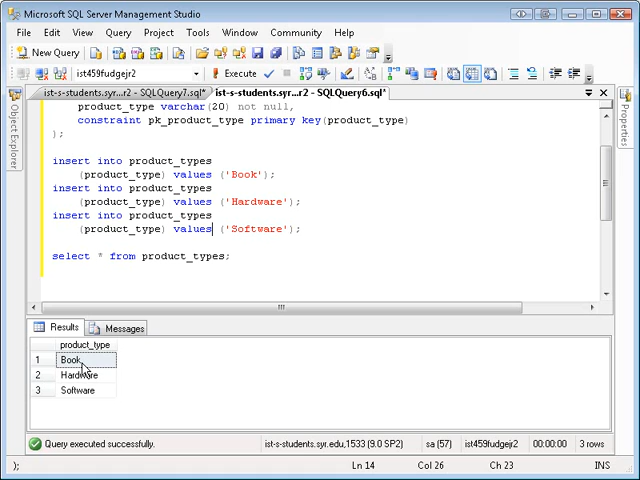 Microsoft SQL Server Management Studio
File Edit View Query Project Tools Window Community Help
New Query
ist459fudgejr2 Execute
ist-s-students.syr....r2 - SQLQuery7.sql* ist-s-students.syr...r2 - SQLQuery6.sql*
Object Explorer
Properties
product_type varchar(20) not null,
constraint pk_product_type primary key(product_type)
);
insert into product_types
(product_type) values ('Book');
insert into product_types
(product_type) values ('Hardware');
insert into product_types
(product_type) values ('Software');
select * from product_types;
Results Messages
product_type
1 Book
2 Hardware
3 Software
Query executed successfully. ist-s-students.syr.edu,1533 (9.0 SP2) sa (57) ist459fudgejr2 00:00:00 3 rows
); Ln 14 Col 26 Ch 23 INS